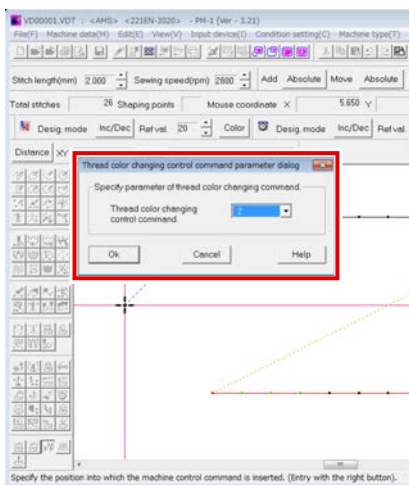 VD00001.VDT : <AMS> <221EN-3020> - PM-1 (Ver - 3.21)
File(F) Machine data(M) Edit(E) View(V) Input device(I) Condition setting(C) Machine type(T)
Stitch length(mm) 2.000 Sewing speed(rpm) 2800 Add Absolute Move Absolute
Total stitches 26 Shaping points Mouse coordinate X 5.650 Y
Desig. mode Inc/Dec Ref.val. 20 Color Desig. mode Inc/Dec Ref.val.
Distance XY
Thread color changing control command parameter dialog
Specify parameter of thread color changing command.
Thread color changing
control command.
2
Ok Cancel Help
Specify the position into which the machine control command is inserted. (Entry with the right button).